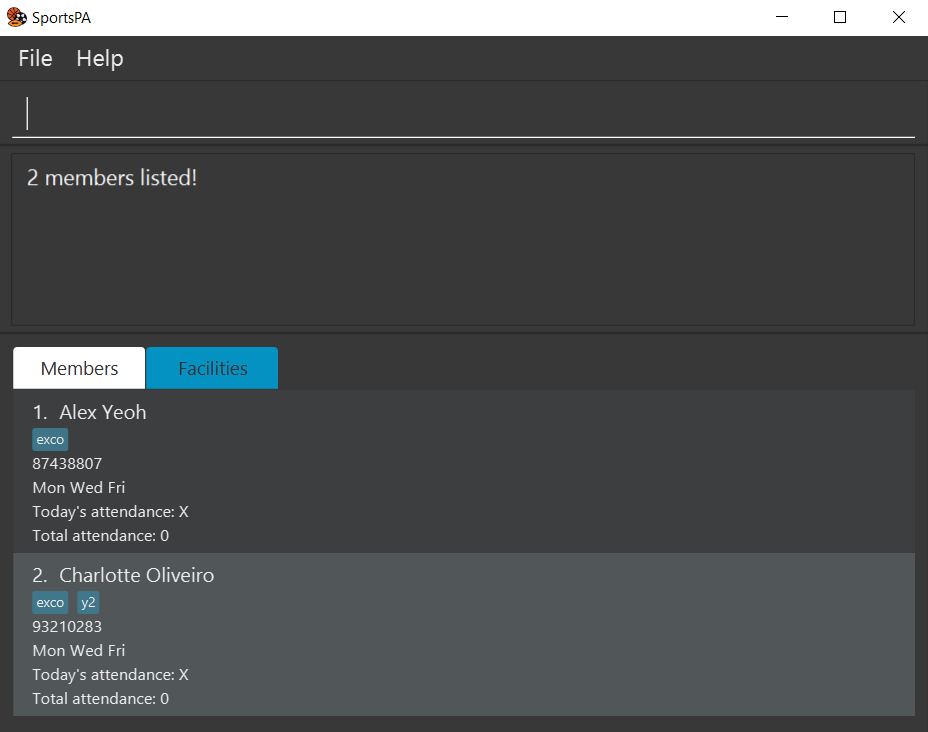 SportsPA
File Help
2 members listed!
Members Facilities
1. Alex Yeoh
exco
87438807
Mon Wed Fri
Today's attendance: X
Total attendance: 0
2. Charlotte Oliveiro
exco y2
93210283
Mon Wed Fri
Today's attendance: X
Total attendance: 0